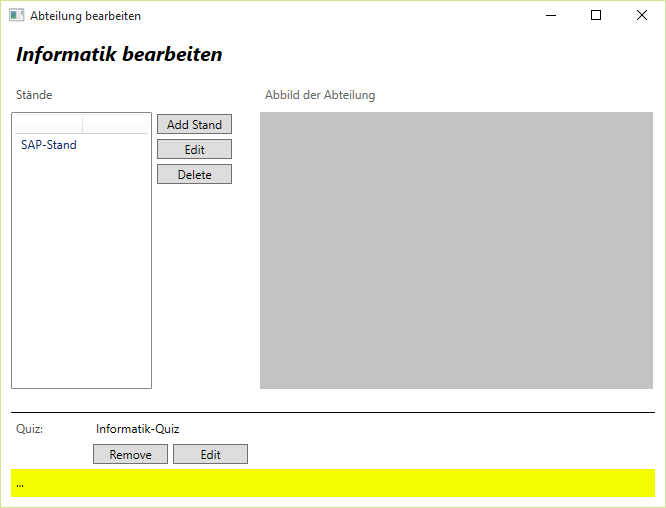 Abteilung bearbeiten
Informatik bearbeiten
Stände
Abbild der Abteilung
SAP-Stand
Add Stand
Edit
Delete
Quiz:
Informatik-Quiz
Remove
Edit
...